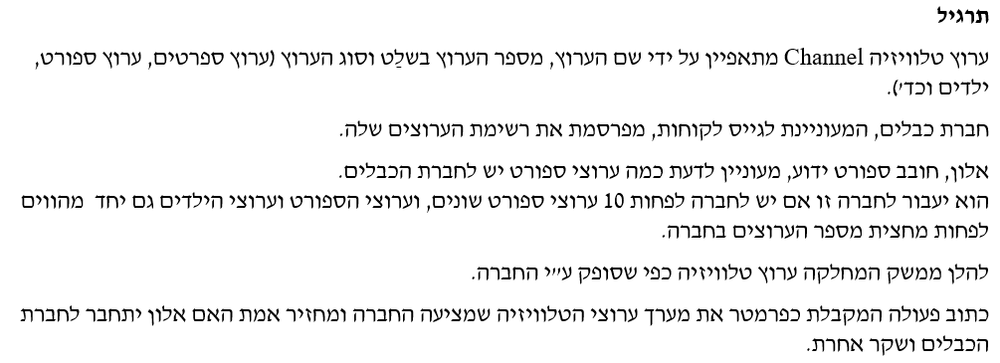 תרגיל
ערוץ טלוויזיה Channel מתאפיין על ידי שם הערוץ, מספר הערוץ בשלַט וסוג הערוץ (ערוץ ספרטים, ערוץ ספורט,
ילדים וכד').
חברת כבלים, המעוניינת לגייס לקוחות, מפרסמת את רשימת הערוצים שלה.
אלון, חובב ספורט ידוע, מעוניין לדעת כמה ערוצי ספורט יש לחברת הכבלים.
הוא יעבור לחברה זו אם יש לחברה לפחות 10 ערוצי ספורט שונים, וערוצי הספורט וערוצי הילדים גם יחד מהווים
לפחות מחצית מספר הערוצים בחברה.
להלן ממשק המחלקה ערוץ טלוויזיה כפי שסופק ע"י החברה.
כתוב פעולה המקבלת כפרמטר את מערך ערוצי הטלוויזיה שמציעה החברה ומחזיר אמת האם אלון יתחבר לחברת
הכבלים ושקר אחרת.